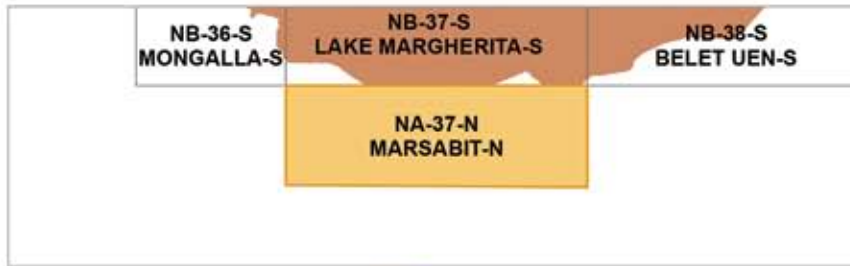 NB-36-S
MONGALLA-S
NB-37-S
LAKE MARGHERITA-S
NB-38-S
BELET UEN-S
NA-37-N
MARSABIT-N